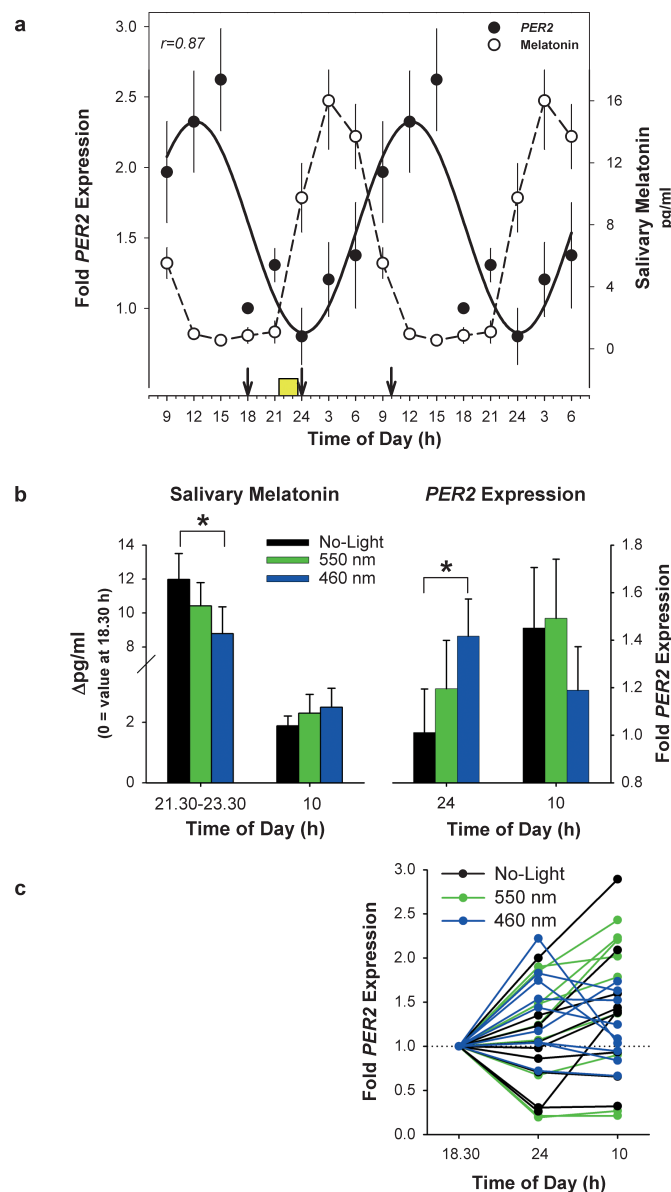 a
r=0.87
PER2
Melatonin
3.0
2.5
2.0
1.5
1.0
Fold PER2 Expression
16
12
8
4
0
Salivary Melatonin
pg/ml
9 12 15 18 21 24 3 6 9 12 15 18 21 24 3 6
Time of Day (h)
b
Salivary Melatonin
PER2 Expression
*
*
No-Light
550 nm
460 nm
14
12
10
8
2
0
Δpg/ml
(0 = value at 18.30 h)
1.8
1.6
1.4
1.2
1.0
0.8
Fold PER2 Expression
21.30-23.30 10
24 10
Time of Day (h)
Time of Day (h)
c
No-Light
550 nm
460 nm
3.0
2.5
2.0
1.5
1.0
0.5
0.0
Fold PER2 Expression
18.30 24 10
Time of Day (h)